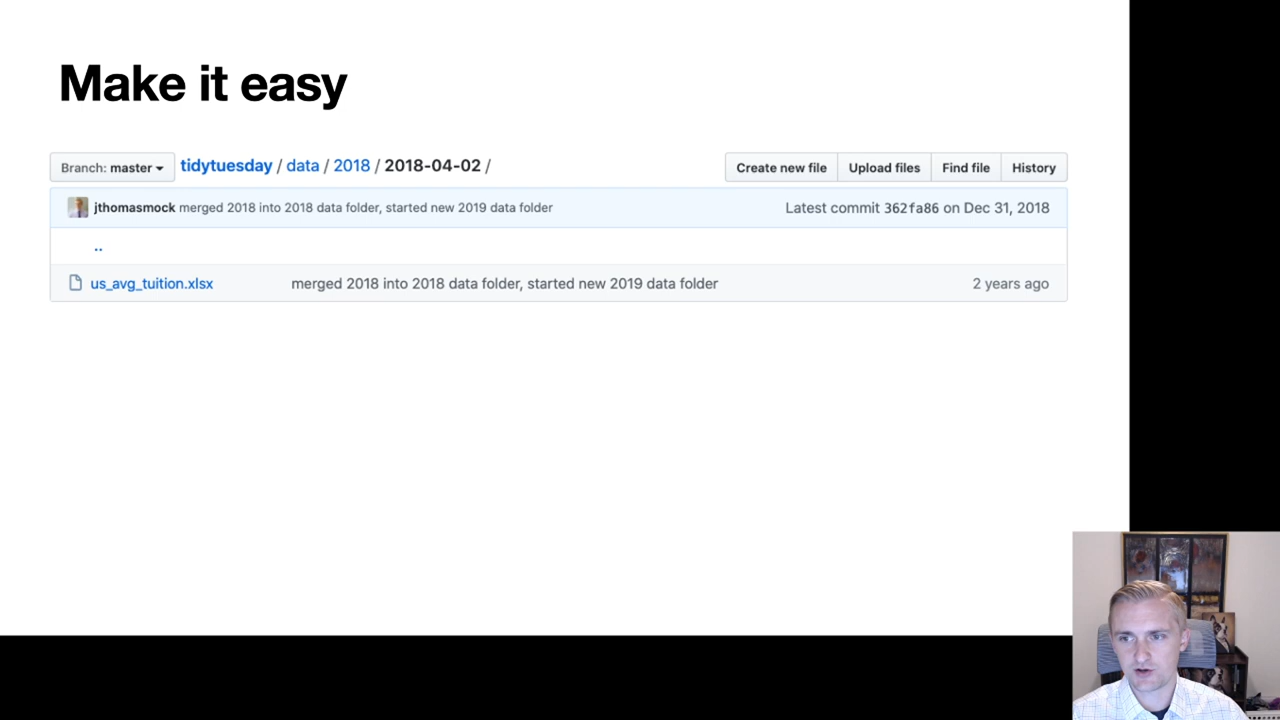 Make it easy
Branch: master tidytuesday / data / 2018 / 2018-04-02 / Create new file Upload files Find file History
jthomasmock merged 2018 into 2018 data folder, started new 2019 data folder Latest commit 362fa86 on Dec 31, 2018
..
us_avg_tuition.xlsx merged 2018 into 2018 data folder, started new 2019 data folder 2 years ago